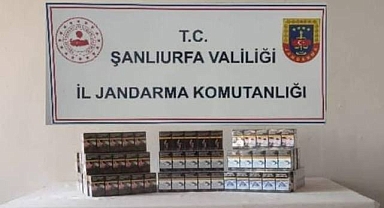 T.C.
ŞANLIURFA VALİLİĞİ
İL JANDARMA KOMUTANLIĞI